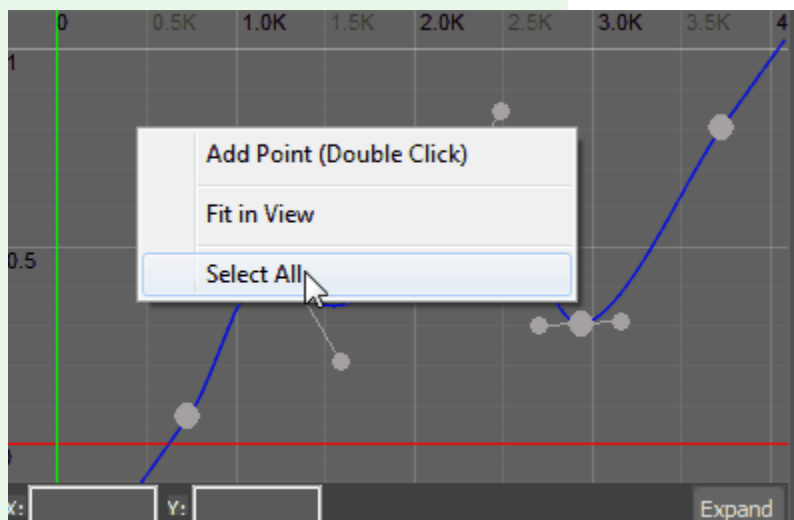 0 0.5K 1.0K 1.5K 2.0K 2.5K 3.0K 3.5K 4
1
Add Point (Double Click)
Fit in View
0.5
Select All
X: Y: Expand